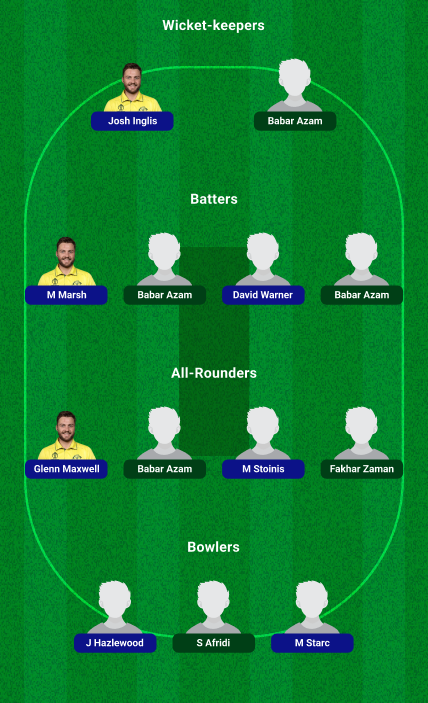 Wicket-keepers
Josh Inglis
Babar Azam
Batters
M Marsh
Babar Azam
David Warner
Babar Azam
All-Rounders
Glenn Maxwell
Babar Azam
M Stoinis
Fakhar Zaman
Bowlers
J Hazlewood
S Afridi
M Starc